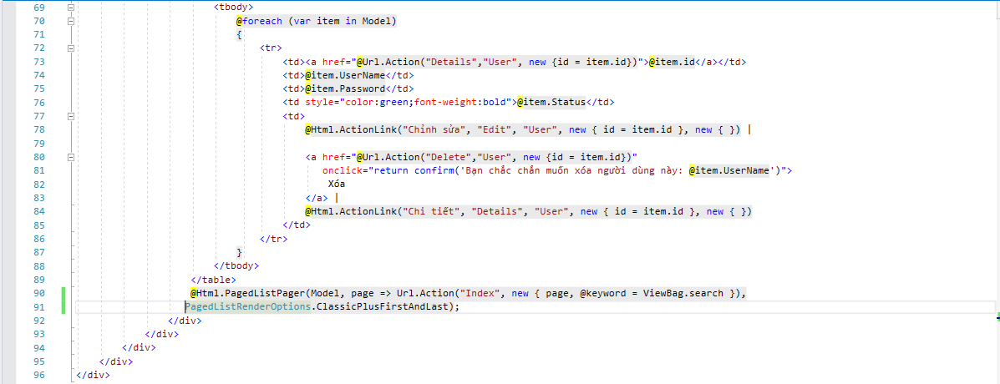 69 <tbody>
70 @foreach (var item in Model)
71 {
72 <tr>
73 <td><a href="@Url.Action("Details","User", new {id = item.id})">@item.id</a></td>
74 <td>@item.UserName</td>
75 <td>@item.Password</td>
76 <td style="color:green;font-weight:bold">@item.Status</td>
77 <td>
78 @Html.ActionLink("Chỉnh sửa", "Edit", "User", new { id = item.id }, new { }) |
79
80 <a href="@Url.Action("Delete","User", new {id = item.id})"
81 onclick="return confirm('Bạn chắc chắn muốn xóa người dùng này: @item.UserName')">
82 Xóa
83 </a> |
84 @Html.ActionLink("Chi tiết", "Details", "User", new { id = item.id }, new { })
85 </td>
86 </tr>
87 }
88 </tbody>
89 </table>
90 @Html.PagedListPager(Model, page => Url.Action("Index", new { page, @keyword = ViewBag.search }),
91 PagedListRenderOptions.ClassicPlusFirstAndLast);
92 </div>
93 </div>
94 </div>
95 </div>
96 </div>